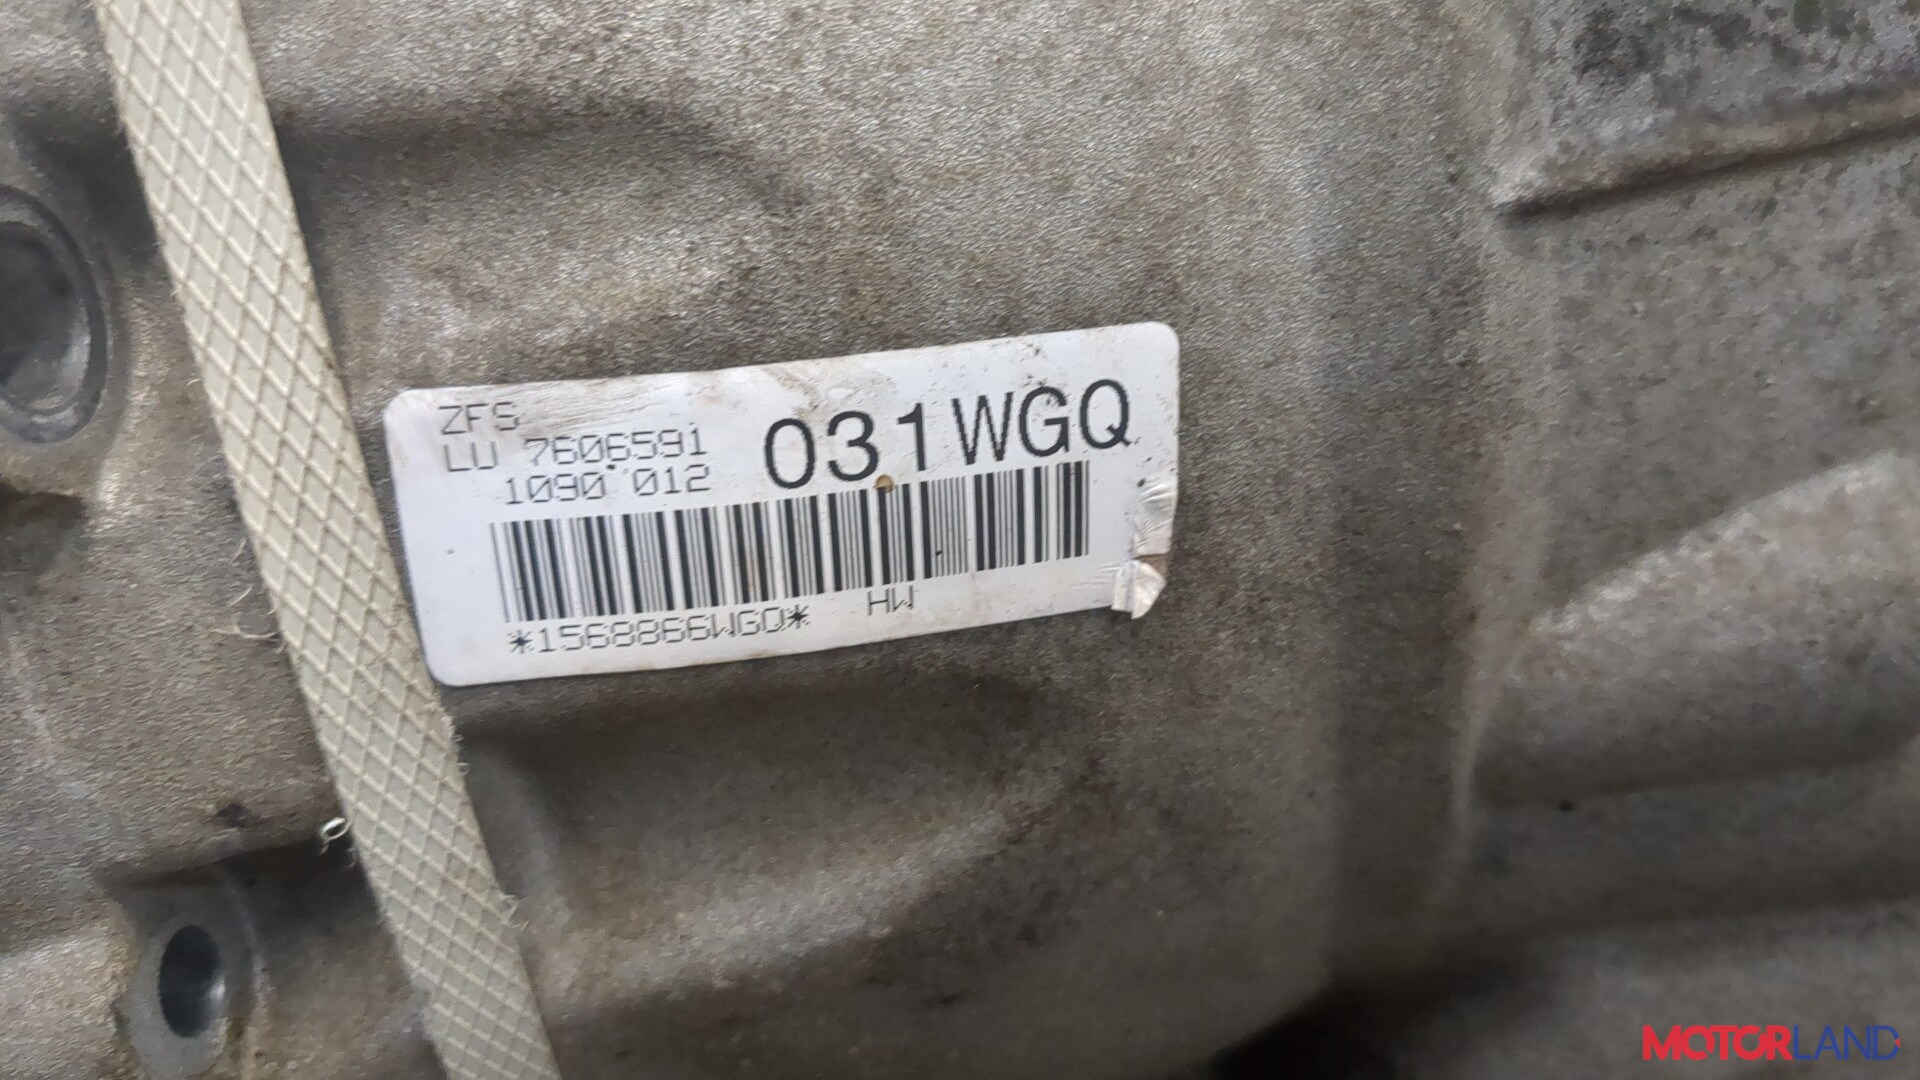 ZFS
LU 7606591
1090 012
031WGQ
*1568866WGQ* HW
MOTORLAND